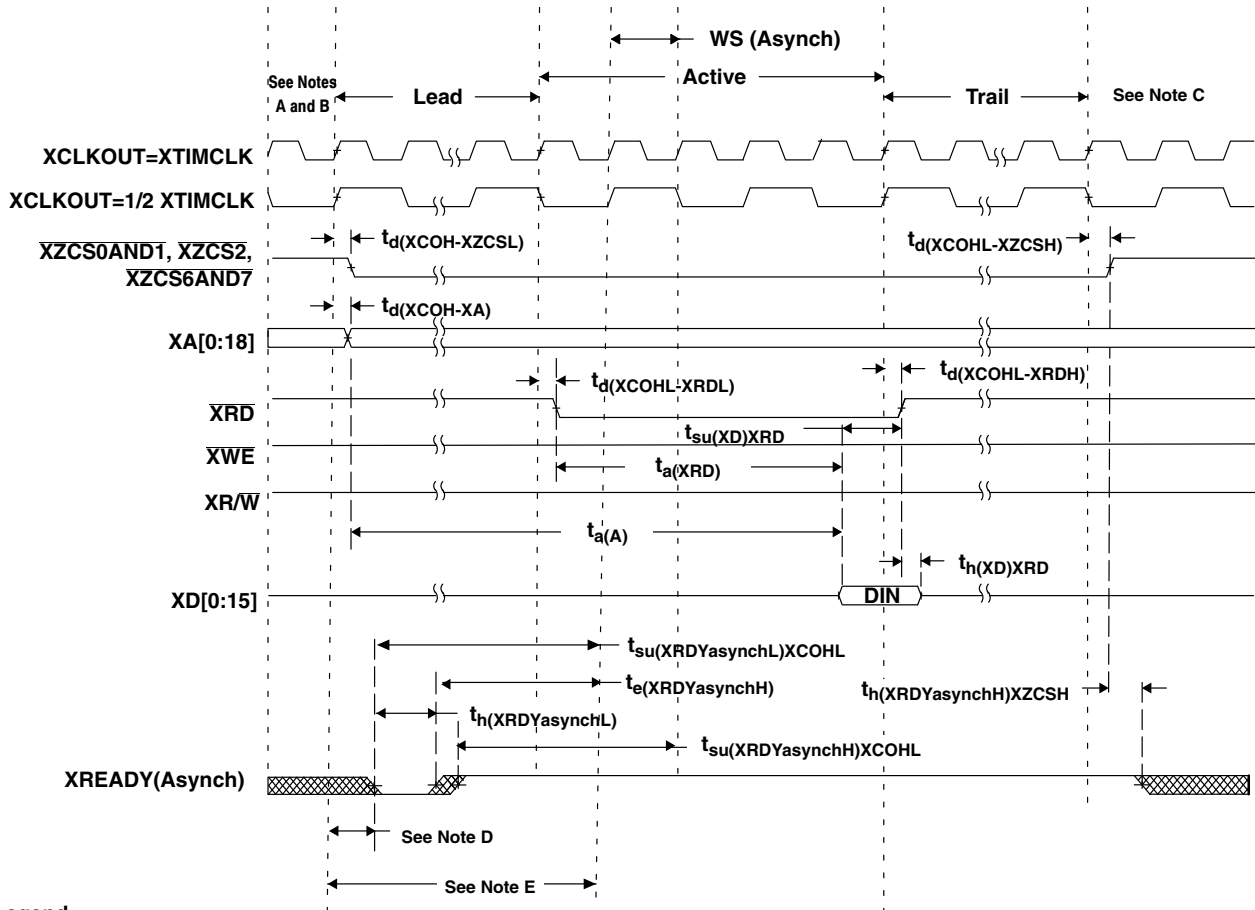 WS (Asynch)
See Notes
A and B
Lead
Active
Trail
See Note C
XCLKOUT=XTIMCLK
XCLKOUT=1/2 XTIMCLK
td(XCOH-XZCSL)
td(XCOHL-XZCSH)
XZCS0AND1, XZCS2,
XZCS6AND7
td(XCOH-XA)
XA[0:18]
td(XCOHL-XRDL)
td(XCOHL-XRDH)
XRD
tsu(XD)XRD
XWE
ta(XRD)
XR/W
ta(A)
th(XD)XRD
XD[0:15]
DIN
tsu(XRDYasynchL)XCOHL
te(XRDYasynchH)
th(XRDYasynchH)XZCSH
th(XRDYasynchL)
tsu(XRDYasynchH)XCOHL
XREADY(Asynch)
See Note D
See Note E